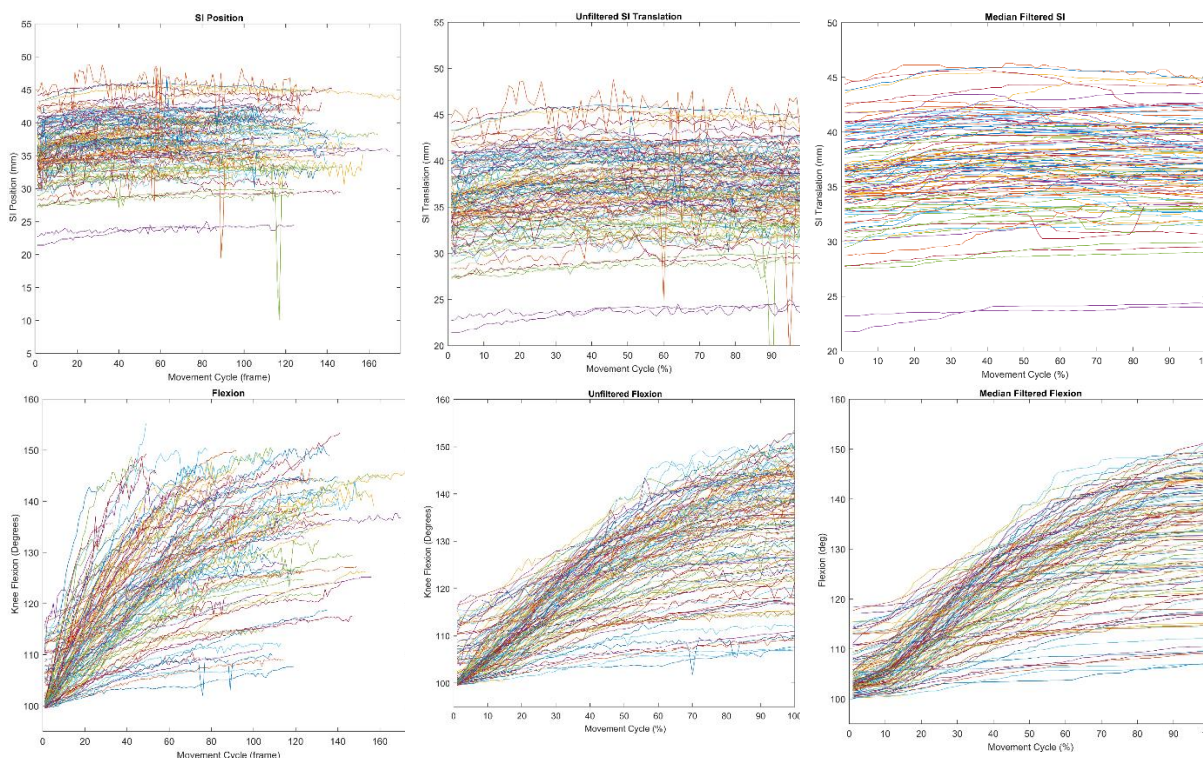 SI Position
55
50
45
40
35
30
25
20
15
10
5
0 20 40 60 80 100 120 140 160
SI Position (mm)
Movement Cycle (frame)
Unfiltered SI Translation
55
50
45
40
35
30
25
20
0 10 20 30 40 50 60 70 80 90
SI Translation (mm)
Movement Cycle (%)
Median Filtered SI
50
45
40
35
30
25
20
0 10 20 30 40 50 60 70 80 90
SI Translation (mm)
Movement Cycle (%)
Flexion
160
150
140
130
120
110
100
0 20 40 60 80 100 120 140 160
Knee Flexion (Degrees)
Movement Cycle (frame)
Unfiltered Flexion
160
150
140
130
120
110
100
0 10 20 30 40 50 60 70 80 90 100
Knee Flexion (Degrees)
Movement Cycle (%)
Median Filtered Flexion
160
150
140
130
120
110
100
0 10 20 30 40 50 60 70 80 90
Flexion (deg)
Movement Cycle (%)